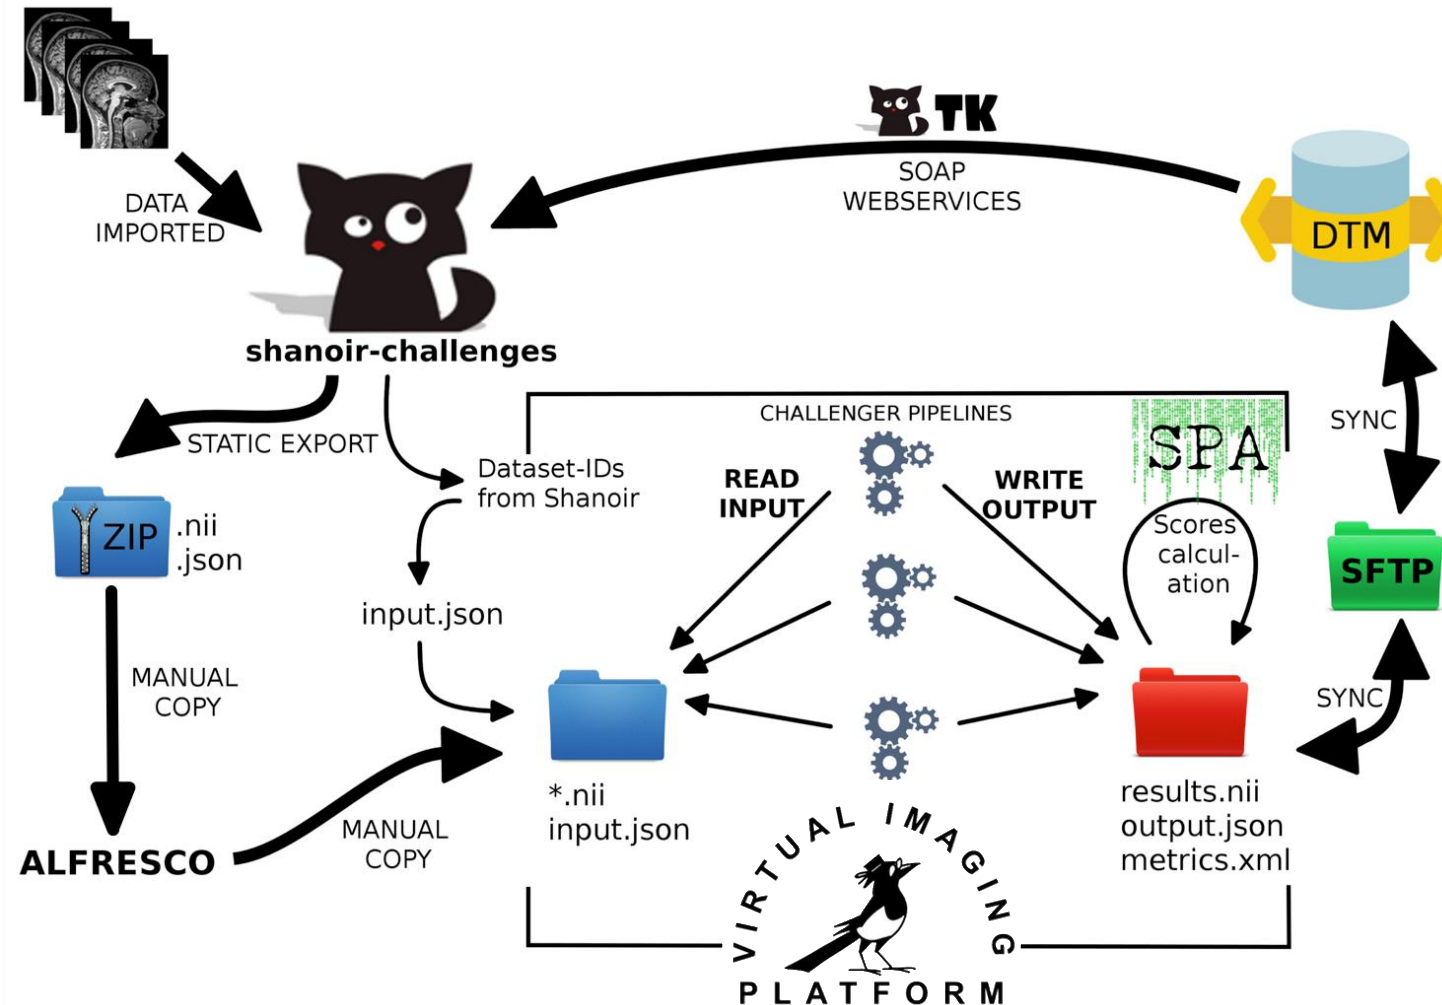 TK
SOAP
WEBSERVICES
DATA
IMPORTED
DTM
shanoir-challenges
STATIC EXPORT
CHALLENGER PIPELINES
SPA
SYNC
Dataset-IDs
from Shanoir
READ
INPUT
WRITE
OUTPUT
ZIP
.nii
.json
Scores
calcul-
ation
SFTP
input.json
MANUAL
COPY
SYNC
*.nii
input.json
results.nii
output.json
metrics.xml
MANUAL
COPY
ALFRESCO
VIRTUAL IMAGING
PLATFORM